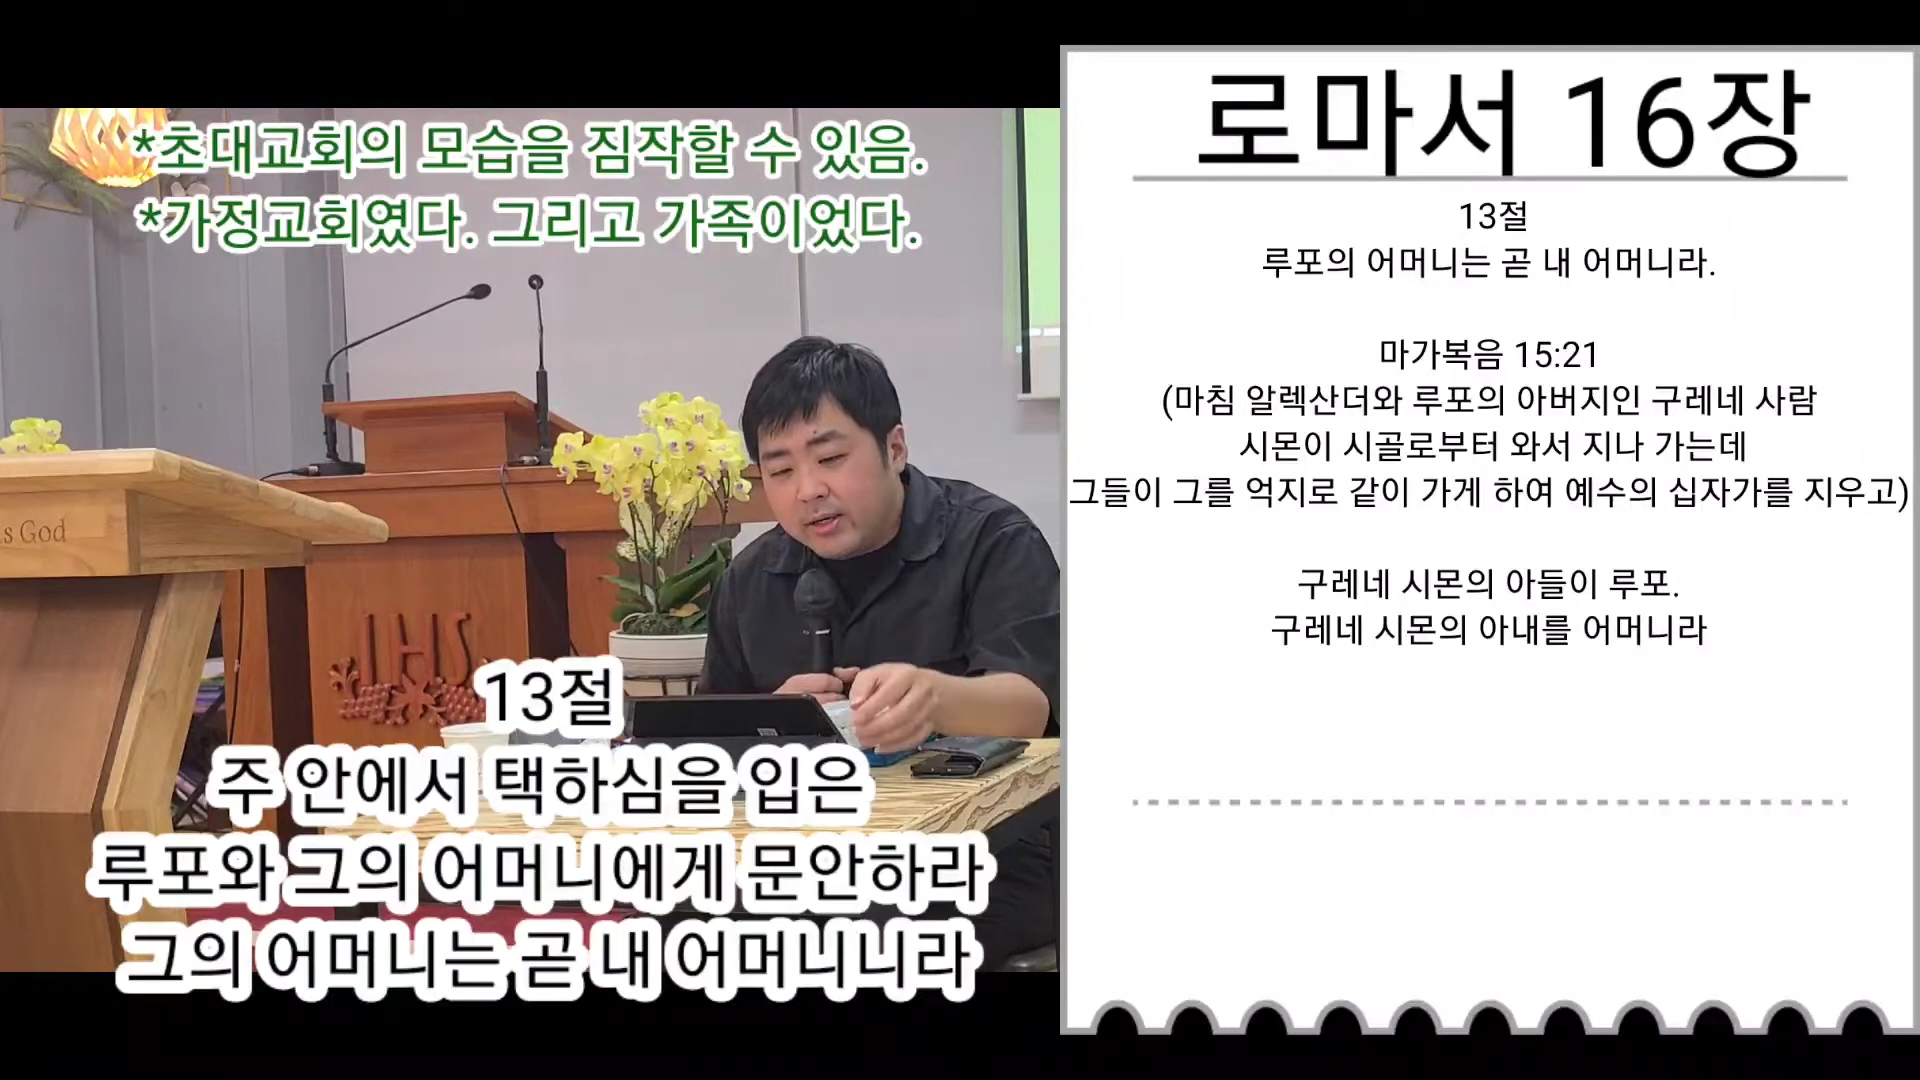 *초대교회의 모습을 짐작할 수 있음.
*가정교회였다. 그리고 가족이었다.
s God
IHS
13절
주 안에서 택하심을 입은
루포와 그의 어머니에게 문안하라
그의 어머니는 곧 내 어머니니라
로마서 16장
13절
루포의 어머니는 곧 내 어머니라.
마가복음 15:21
(마침 알렉산더와 루포의 아버지인 구레네 사람
시몬이 시골로부터 와서 지나 가는데
그들이 그를 억지로 같이 가게 하여 예수의 십자가를 지우고)
구레네 시몬의 아들이 루포.
구레네 시몬의 아내를 어머니라